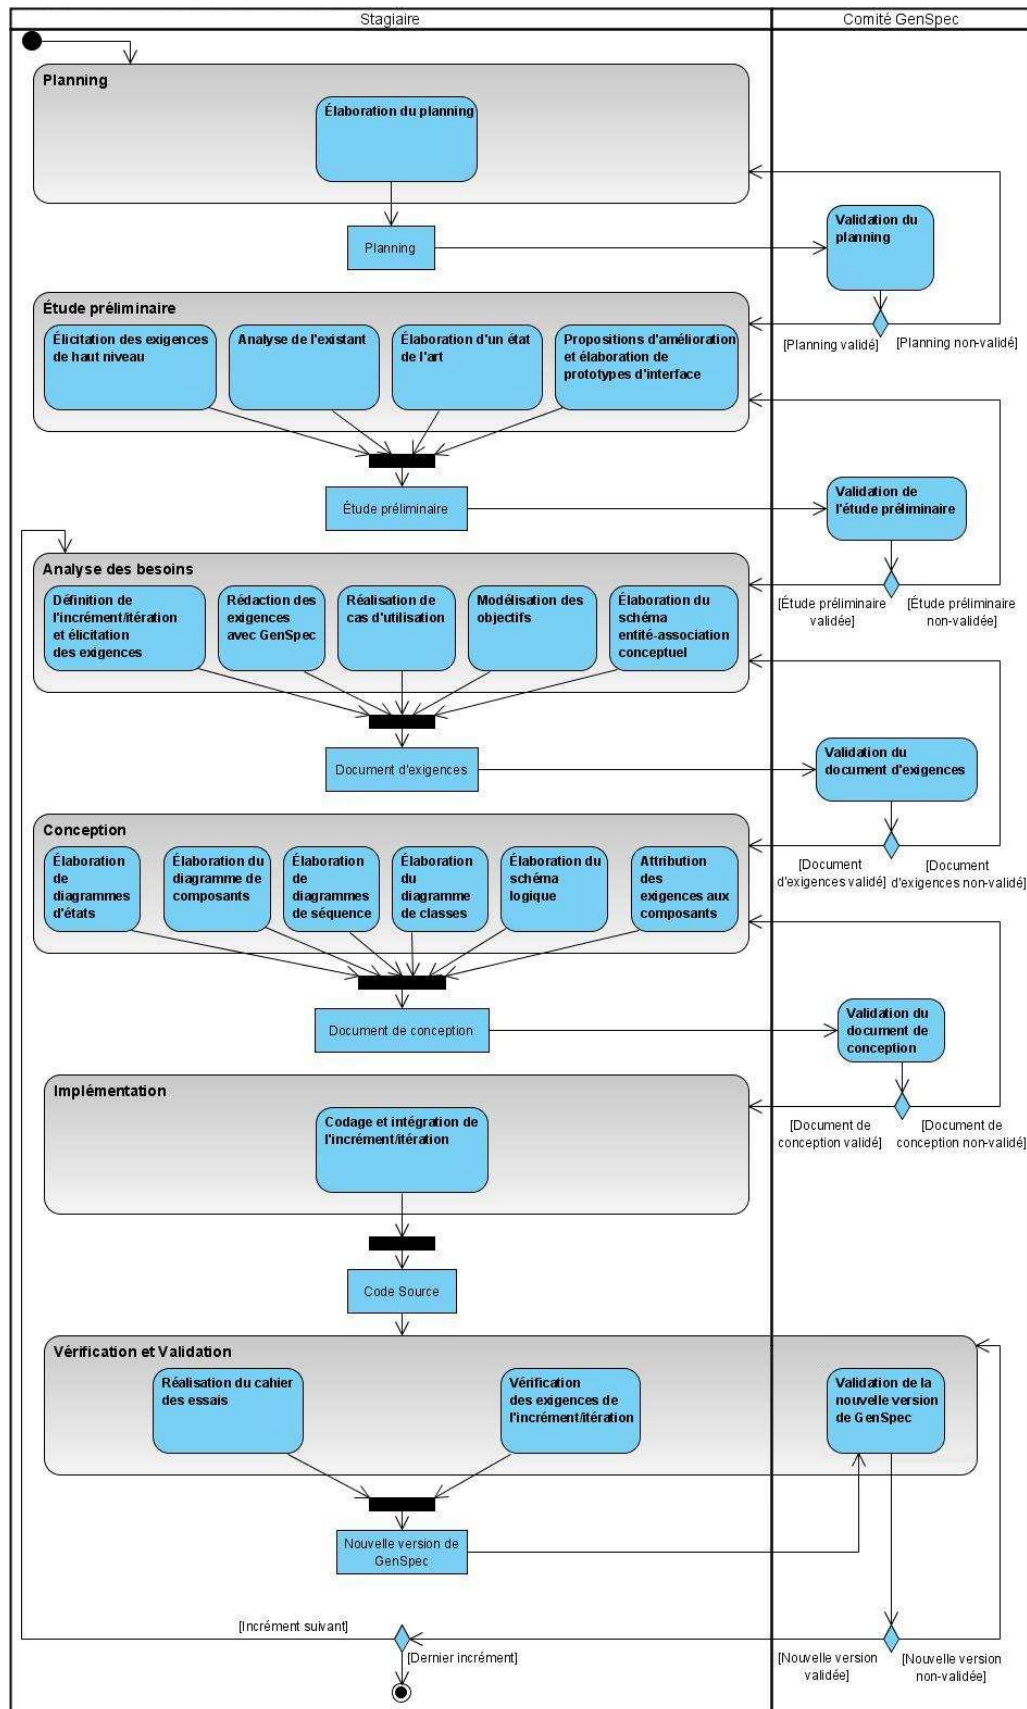 Stagiaire
Comité GenSpec
Planning
Élaboration du planning
Planning
Validation du
planning
[Planning validé]
[Planning non-validé]
Étude préliminaire
Élicitation des exigences
de haut niveau
Analyse de l'existant
Élaboration d'un état
de l'art
Propositions d'amélioration
et élaboration de
prototypes d'interface
Étude préliminaire
Validation de
l'étude préliminaire
[Étude préliminaire
validée]
[Étude préliminaire
non-validée]
Analyse des besoins
Définition de
l'incrément/itération
et élicitation
des exigences
Rédaction des
exigences
avec GenSpec
Réalisation de
cas d'utilisation
Modélisation des
objectifs
Élaboration du
schéma
entité-association
conceptuel
Document d'exigences
Validation du
document d'exigences
[Document
d'exigences validé]
[Document
d'exigences non-validé]
Conception
Élaboration
de
diagrammes
d'états
Élaboration du
diagramme de
composants
Élaboration
de
diagrammes
de séquence
Élaboration
du
diagramme
de classes
Élaboration du
schéma
logique
Attribution
des
exigences aux
composants
Document de conception
Validation du
document de
conception
[Document de
conception validé]
[Document de
conception non-validé]
Implémentation
Codage et intégration de
l'incrément/itération
Code Source
Vérification et Validation
Réalisation du cahier
des essais
Vérification
des exigences de
l'incrément/itération
Validation de la
nouvelle version
de GenSpec
Nouvelle version de
GenSpec
[Incrément suivant]
[Dernier incrément]
[Nouvelle version
validée]
[Nouvelle version
non-validée]